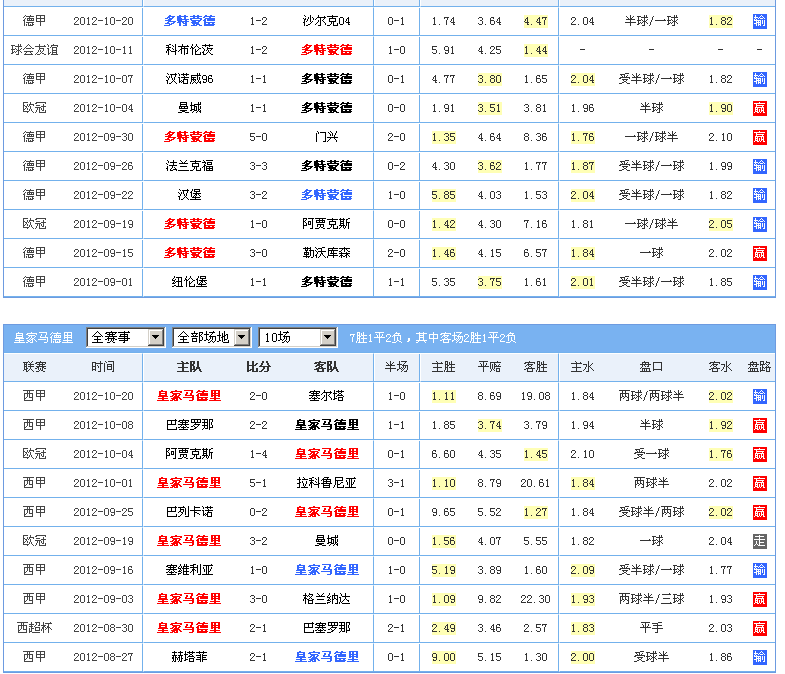 德甲 2012-10-20 多特蒙德 1-2 沙尔克04 0-1 1.74 3.64 4.47 2.04 半球/一球 1.82 输
球会友谊 2012-10-11 科布伦茨 1-2 多特蒙德 1-0 5.91 4.25 1.44 - - - -
德甲 2012-10-07 汉诺威96 1-1 多特蒙德 0-1 4.77 3.80 1.65 2.04 受半球/一球 1.82 输
欧冠 2012-10-04 曼城 1-1 多特蒙德 0-0 1.91 3.51 3.81 1.96 半球 1.90 赢
德甲 2012-09-30 多特蒙德 5-0 门兴 2-0 1.35 4.64 8.36 1.76 一球/球半 2.10 赢
德甲 2012-09-26 法兰克福 3-3 多特蒙德 0-2 4.30 3.62 1.77 1.87 受半球/一球 1.99 输
德甲 2012-09-22 汉堡 3-2 多特蒙德 1-0 5.85 4.03 1.53 2.04 受半球/一球 1.82 输
欧冠 2012-09-19 多特蒙德 1-0 阿贾克斯 0-0 1.42 4.30 7.16 1.81 一球/球半 2.05 输
德甲 2012-09-15 多特蒙德 3-0 勒沃库森 2-0 1.46 4.15 6.57 1.84 一球 2.02 赢
德甲 2012-09-01 纽伦堡 1-1 多特蒙德 1-1 5.35 3.75 1.61 2.01 受半球/一球 1.85 输
皇家马德里 全赛事 全部场地 10场 7胜1平2负，其中客场2胜1平2负
联赛 时间 主队 比分 客队 半场 主胜 平赔 客胜 主水 盘口 客水 盘路
西甲 2012-10-20 皇家马德里 2-0 塞尔塔 1-0 1.11 8.69 19.08 1.84 两球/两球半 2.02 输
西甲 2012-10-08 巴塞罗那 2-2 皇家马德里 1-1 1.85 3.74 3.79 1.94 半球 1.92 赢
欧冠 2012-10-04 阿贾克斯 1-4 皇家马德里 0-1 6.60 4.35 1.45 2.10 受一球 1.76 赢
西甲 2012-10-01 皇家马德里 5-1 拉科鲁尼亚 3-1 1.10 8.79 20.61 1.84 两球半 2.02 赢
西甲 2012-09-25 巴列卡诺 0-2 皇家马德里 0-1 9.65 5.52 1.27 1.84 受球半/两球 2.02 赢
欧冠 2012-09-19 皇家马德里 3-2 曼城 0-0 1.56 4.07 5.55 1.82 一球 2.04 走
西甲 2012-09-16 塞维利亚 1-0 皇家马德里 1-0 5.19 3.89 1.60 2.09 受半球/一球 1.77 输
西甲 2012-09-03 皇家马德里 3-0 格兰纳达 1-0 1.09 9.82 22.30 1.93 两球半/三球 1.93 赢
西超杯 2012-08-30 皇家马德里 2-1 巴塞罗那 2-1 2.49 3.46 2.57 1.83 平手 2.03 赢
西甲 2012-08-27 赫塔菲 2-1 皇家马德里 0-1 9.00 5.15 1.30 2.00 受球半 1.86 输